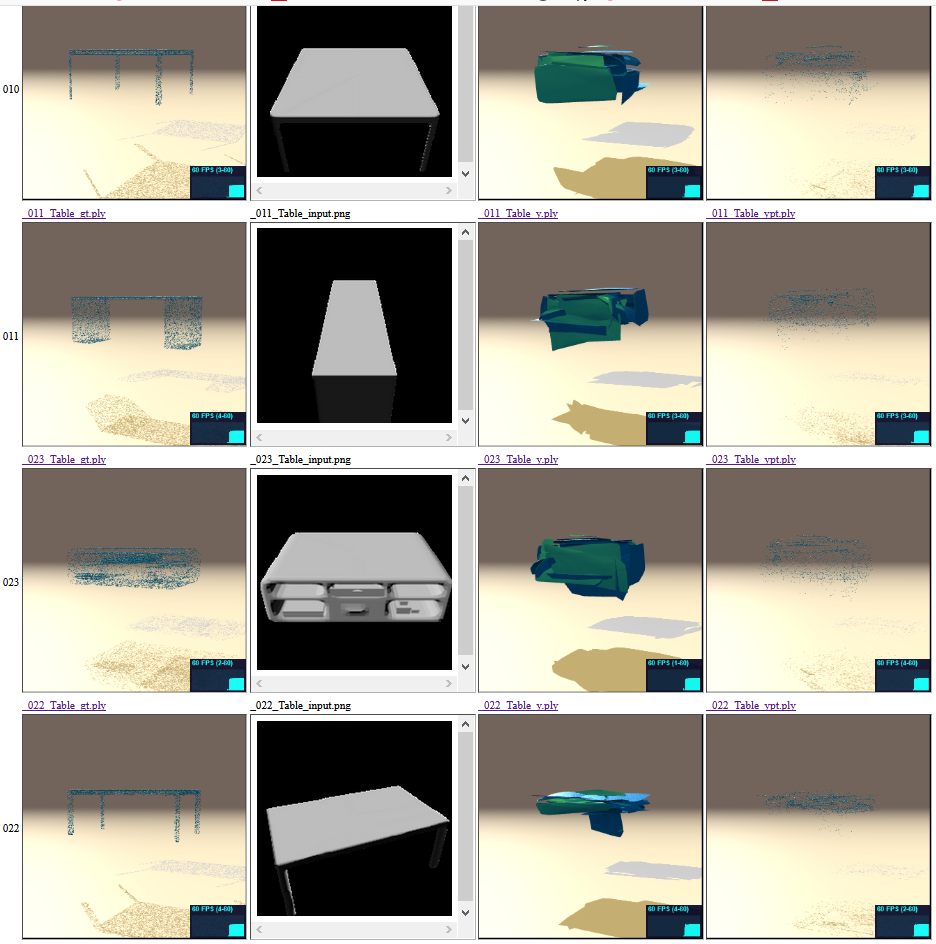 010
60 FPS (3-60)
60 FPS (3-60)
60 FPS (3-60)
_011_Table_gt.ply
_011_Table_input.png
_011_Table_v.ply
_011_Table_vpt.ply
011
60 FPS (4-60)
60 FPS (3-60)
60 FPS (3-60)
_023_Table_gt.ply
_023_Table_input.png
_023_Table_v.ply
_023_Table_vpt.ply
023
60 FPS (2-60)
60 FPS (1-60)
60 FPS (4-60)
_022_Table_gt.ply
_022_Table_input.png
_022_Table_v.ply
_022_Table_vpt.ply
022
60 FPS (4-60)
60 FPS (4-60)
60 FPS (2-60)